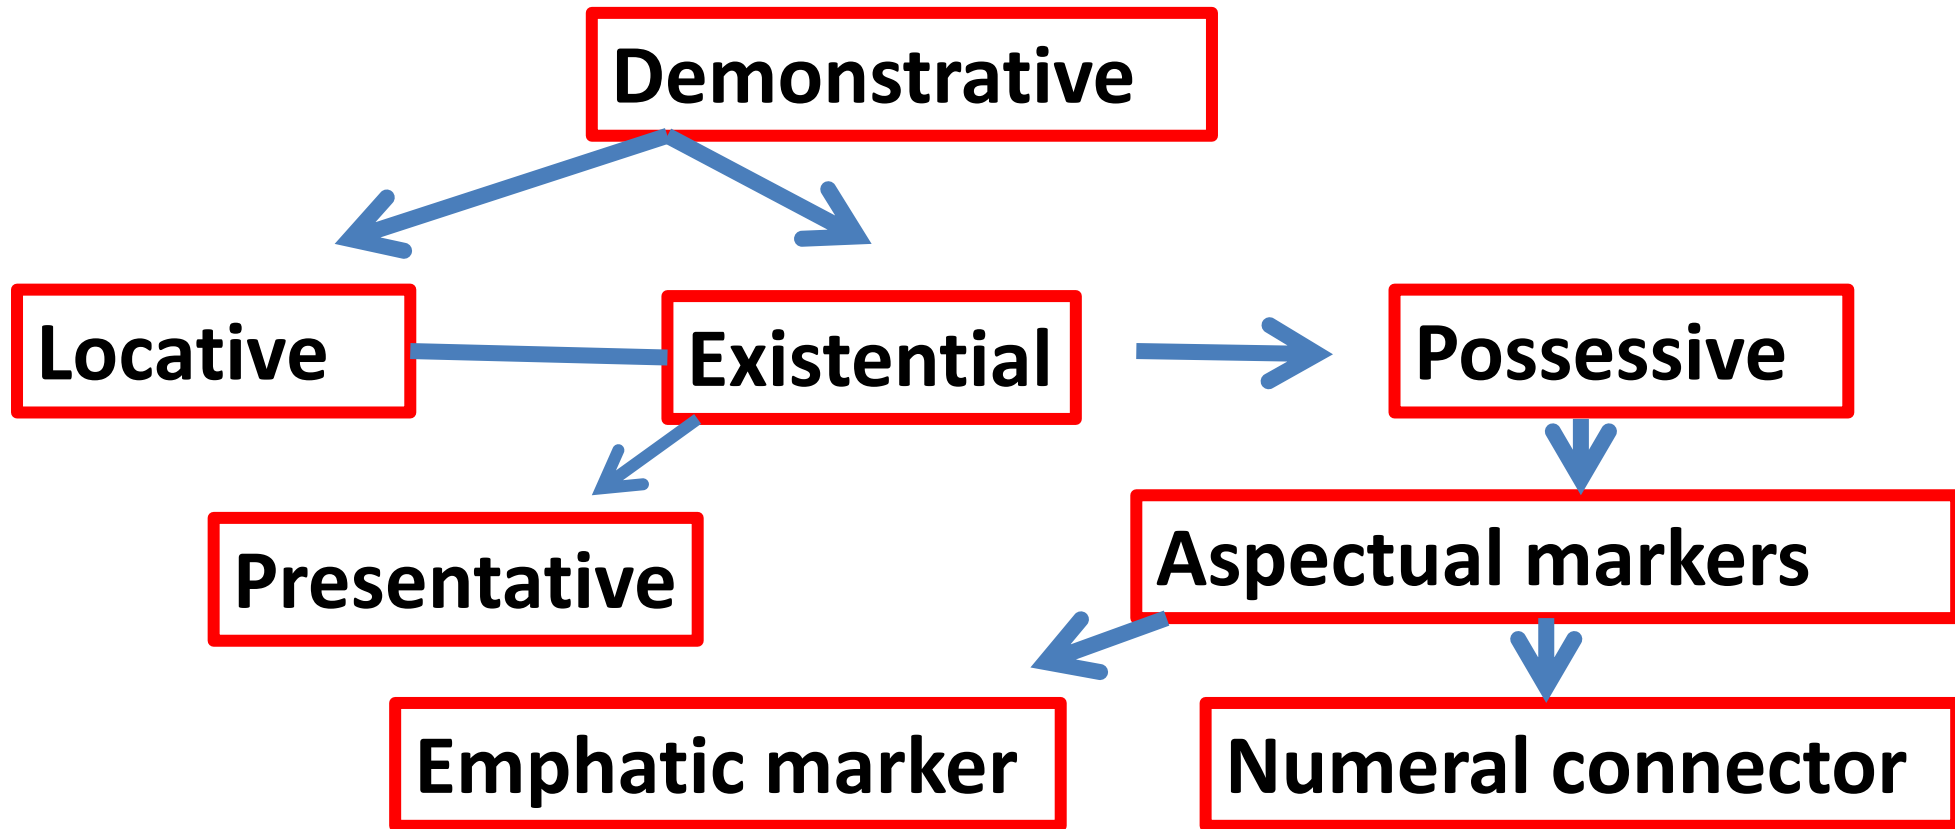 Demonstrative
Locative
Existential
Possessive
Presentative
Aspectual markers
Emphatic marker
Numeral connector